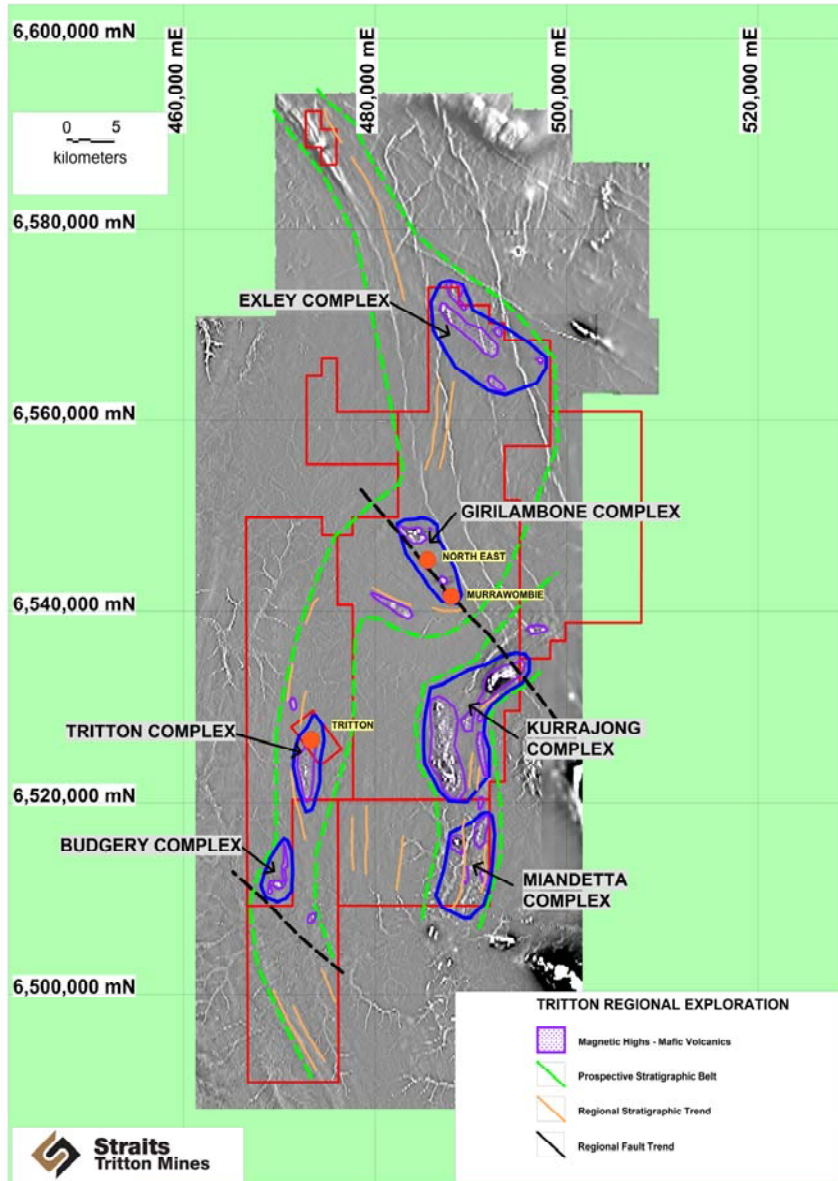 6,600,000 mN
460,000 mE
480,000 mE
500,000 mE
520,000 mE
0 5
kilometers
6,580,000 mN
EXLEY COMPLEX
6,560,000 mN
GIRILAMBONE COMPLEX
NORTH EAST
MURRAWOMBIE
6,540,000 mN
TRITTON COMPLEX
TRITTON
KURRAJONG
COMPLEX
6,520,000 mN
BUDGERY COMPLEX
MIANDETTA
COMPLEX
6,500,000 mN
TRITTON REGIONAL EXPLORATION
Magnetic Highs - Mafic Volcanics
Prospective Stratigraphic Belt
Regional Stratigraphic Trend
Regional Fault Trend
Straits
Tritton Mines